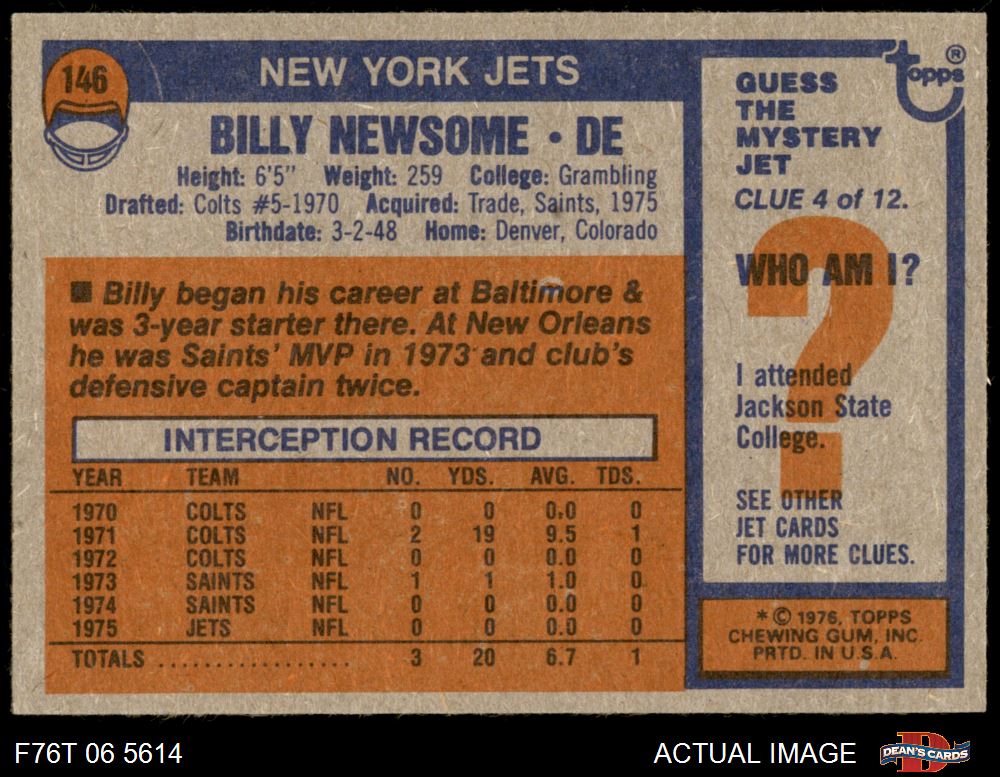 146
NEW YORK JETS
BILLY NEWSOME • DE
Height: 6'5" Weight: 259 College: Grambling
Drafted: Colts #5-1970 Acquired: Trade, Saints, 1975
Birthdate: 3-2-48 Home: Denver, Colorado
■ Billy began his career at Baltimore &
was 3-year starter there. At New Orleans
he was Saints' MVP in 1973 and club's
defensive captain twice.
INTERCEPTION RECORD
YEAR TEAM NO. YDS. AVG. TDS.
1970 COLTS NFL 0 0 0.0 0
1971 COLTS NFL 2 19 9.5 1
1972 COLTS NFL 0 0 0.0 0
1973 SAINTS NFL 1 1 1.0 0
1974 SAINTS NFL 0 0 0.0 0
1975 JETS NFL 0 0 0.0 0
TOTALS .................. 3 20 6.7 1
topps®
GUESS
THE
MYSTERY
JET
CLUE 4 of 12.
?
WHO AM I?
I attended
Jackson State
College.
SEE OTHER
JET CARDS
FOR MORE CLUES.
* © 1976, TOPPS
CHEWING GUM, INC.
PRTD. IN U.S.A.
F76T 06 5614
ACTUAL IMAGE
D
DEAN'S CARDS